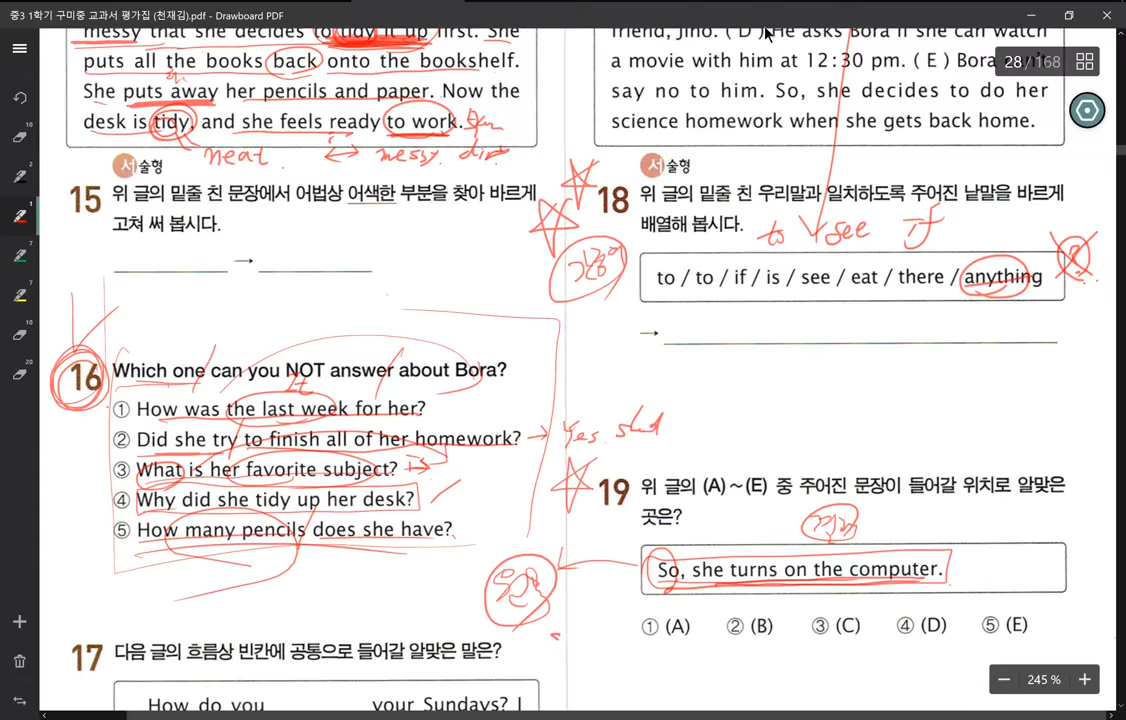 중3 1학기 구미중 교과서 평가집 (천재김).pdf - Drawboard PDF
messy that she decides to tidy it up first. She
puts all the books back onto the bookshelf.
She puts away her pencils and paper. Now the
desk is tidy, and she feels ready to work.
neat
↔ messy
서술형
15 위 글의 밑줄 친 문장에서 어법상 어색한 부분을 찾아 바르게
고쳐 써 봅시다.
→
16 Which one can you NOT answer about Bora?
It
① How was the last week for her?
② Did she try to finish all of her homework?
→ Yes
③ What is her favorite subject?
④ Why did she tidy up her desk?
⑤ How many pencils does she have?
17 다음 글의 흐름상 빈칸에 공통으로 들어갈 알맞은 말은?
How do you your Sundays? I
friend, Jino. ( D ) He asks Bora if she can watch
a movie with him at 12:30 pm. ( E ) Bora
say no to him. So, she decides to do her
science homework when she gets back home.
서술형
18 위 글의 밑줄 친 우리말과 일치하도록 주어진 낱말을 바르게
배열해 봅시다.
to see if
to / to / if / is / see / eat / there / anything
→
19 위 글의 (A)~(E) 중 주어진 문장이 들어갈 위치로 알맞은
곳은?
So, she turns on the computer.
① (A) ② (B) ③ (C) ④ (D) ⑤ (E)
28 / 168
245 %
10
2
1
7
7
10
20